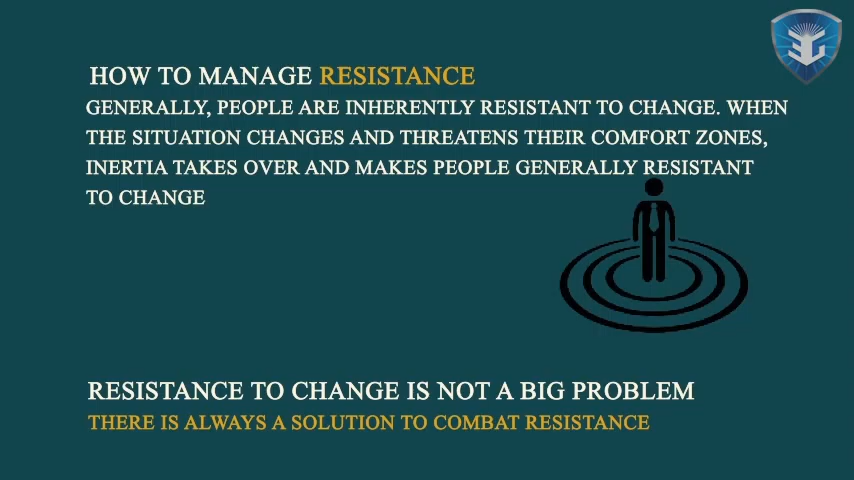 HOW TO MANAGE RESISTANCE
GENERALLY, PEOPLE ARE INHERENTLY RESISTANT TO CHANGE. WHEN
THE SITUATION CHANGES AND THREATENS THEIR COMFORT ZONES,
INERTIA TAKES OVER AND MAKES PEOPLE GENERALLY RESISTANT
TO CHANGE
RESISTANCE TO CHANGE IS NOT A BIG PROBLEM
THERE IS ALWAYS A SOLUTION TO COMBAT RESISTANCE